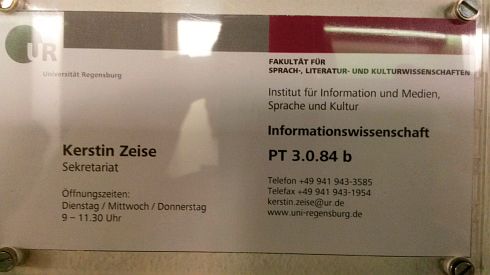 UR
Universität Regensburg
FAKULTÄT FÜR
SPRACH-, LITERATUR- UND KULTURWISSENSCHAFTEN
Institut für Information und Medien,
Sprache und Kultur
Informationswissenschaft
PT 3.0.84 b
Telefon +49 941 943-3585
Telefax +49 941 943-1954
kerstin.zeise@ur.de
www.uni-regensburg.de
Kerstin Zeise
Sekretariat
Öffnungszeiten:
Dienstag / Mittwoch / Donnerstag
9 – 11.30 Uhr